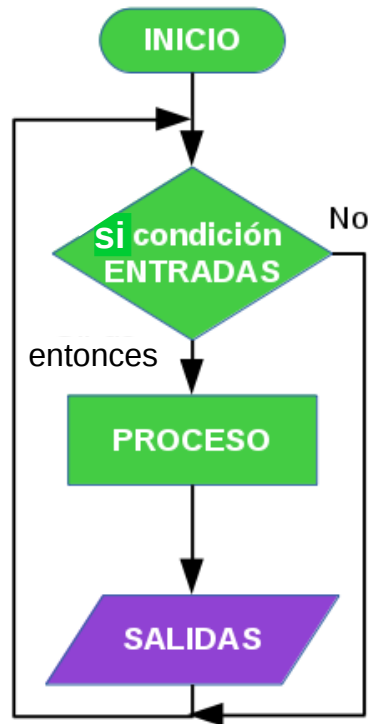 INICIO
No
si condición
ENTRADAS
entonces
PROCESO
SALIDAS